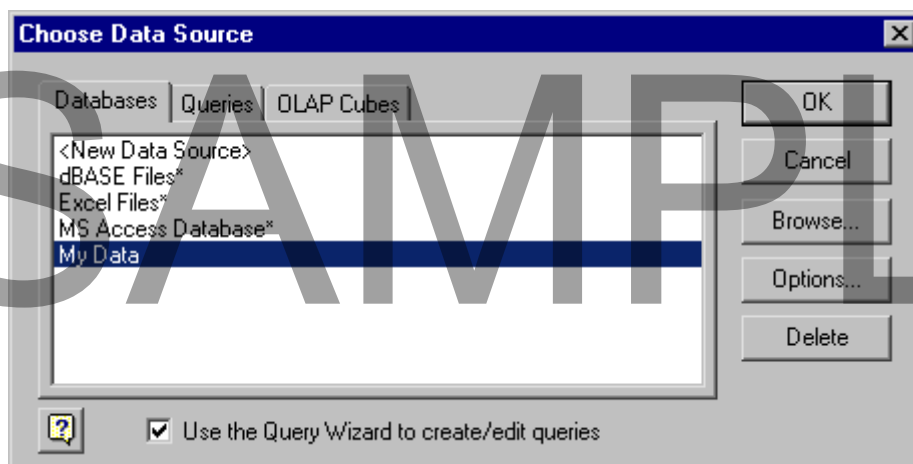 Choose Data Source
Databases Queries OLAP Cubes
<New Data Source>
dBASE Files*
Excel Files*
MS Access Database*
My Data
OK
Cancel
Browse...
Options...
Delete
Use the Query Wizard to create/edit queries
SAMPL